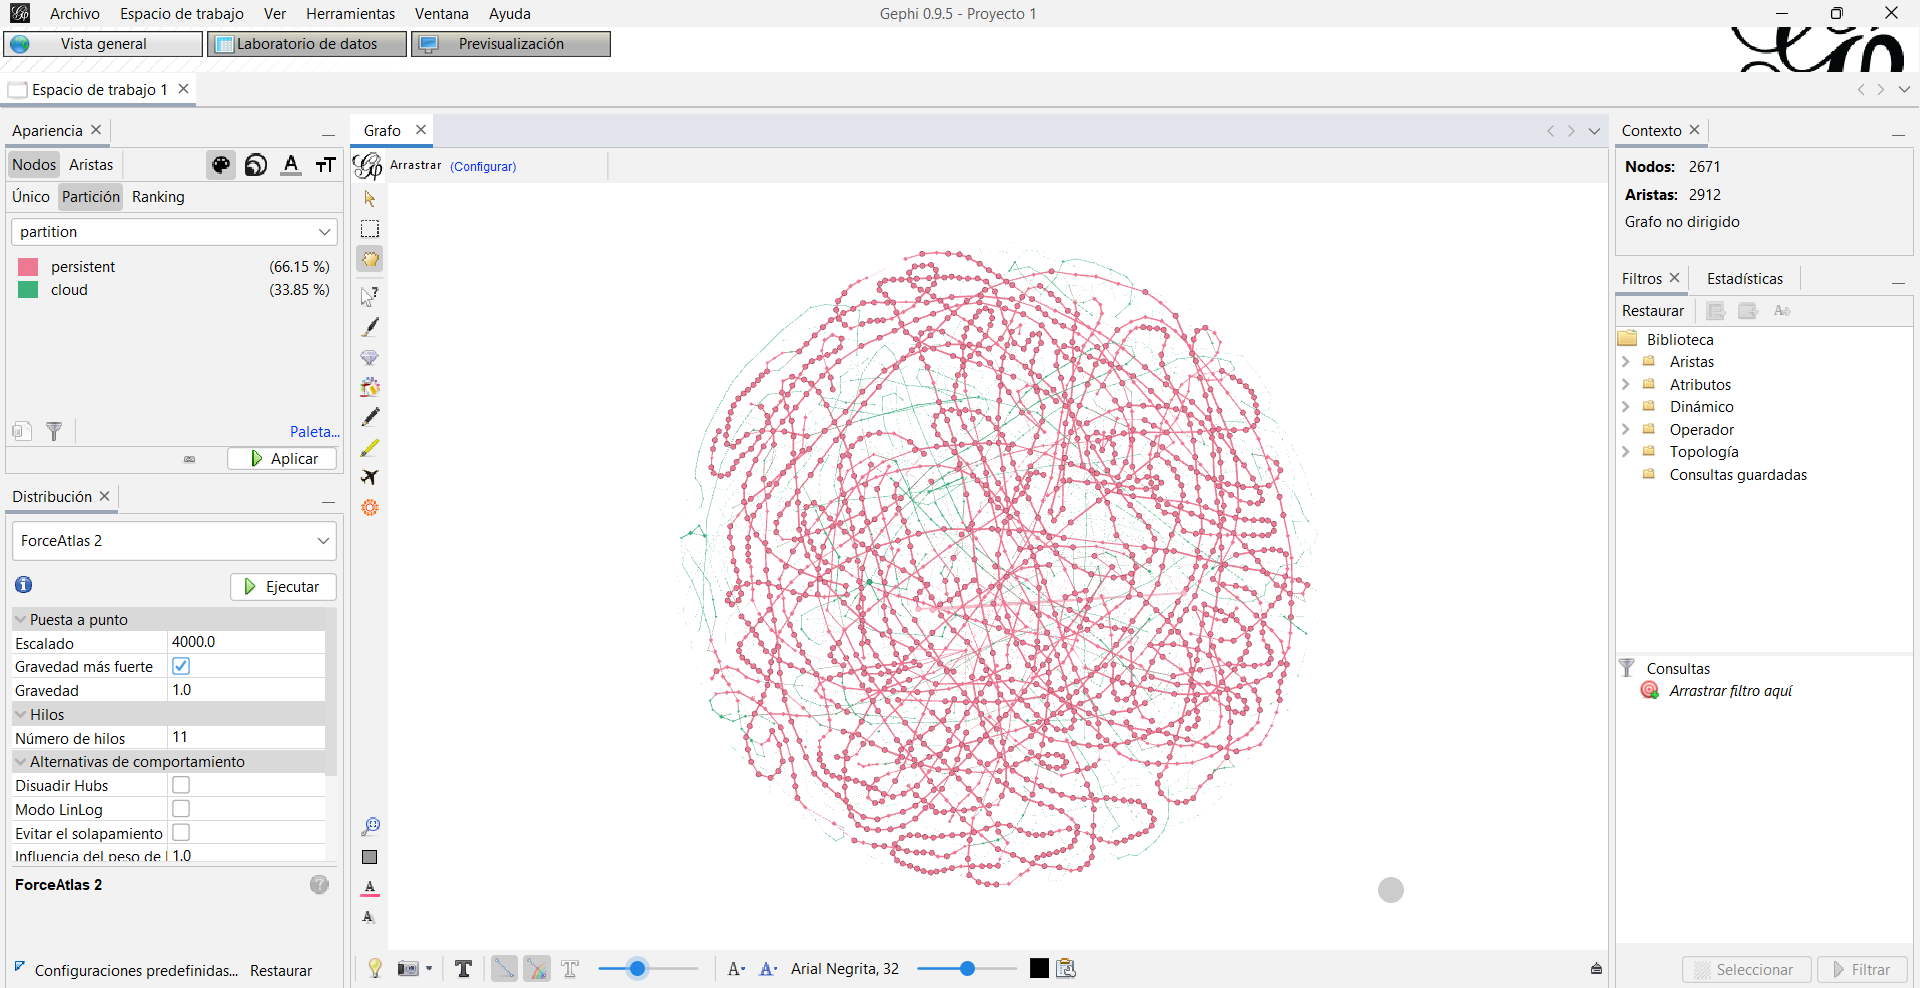 Archivo Espacio de trabajo Ver Herramientas Ventana Ayuda
Gephi 0.9.5 - Proyecto 1
Vista general
Laboratorio de datos
Previsualización
Espacio de trabajo 1
Apariencia
Nodos Aristas
Único Partición Ranking
partition
persistent (66.15 %)
cloud (33.85 %)
Paleta...
Aplicar
Distribución
ForceAtlas 2
Ejecutar
Puesta a punto
Escalado 4000.0
Gravedad más fuerte
Gravedad 1.0
Hilos
Número de hilos 11
Alternativas de comportamiento
Disuadir Hubs
Modo LinLog
Evitar el solapamiento
Influencia del peso de 1.0
ForceAtlas 2
Configuraciones predefinidas... Restaurar
Grafo
Arrastrar (Configurar)
Arial Negrita, 32
Contexto
Nodos: 2671
Aristas: 2912
Grafo no dirigido
Filtros Estadísticas
Restaurar
Biblioteca
Aristas
Atributos
Dinámico
Operador
Topología
Consultas guardadas
Consultas
Arrastrar filtro aquí
Seleccionar Filtrar